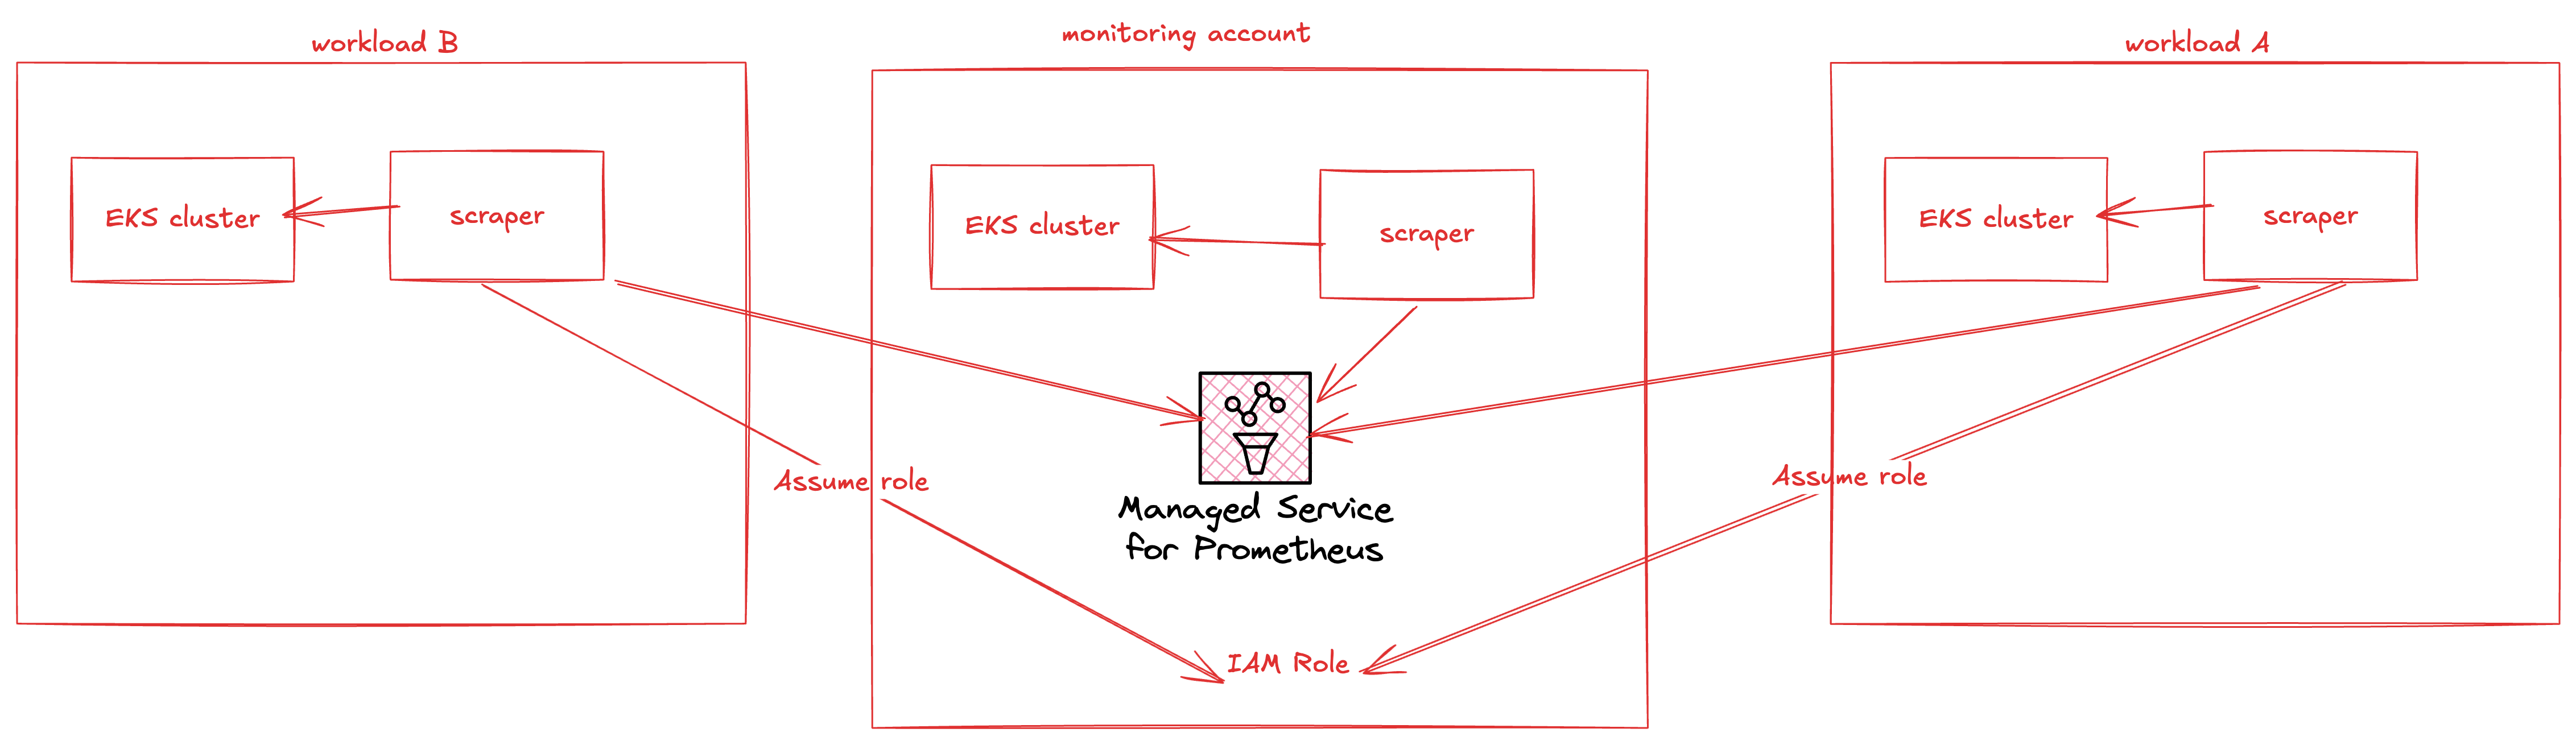 workload B
monitoring account
workload A
EKS cluster
scraper
EKS cluster
scraper
EKS cluster
scraper
Assume role
Assume role
Managed Service
for Prometheus
IAM Role